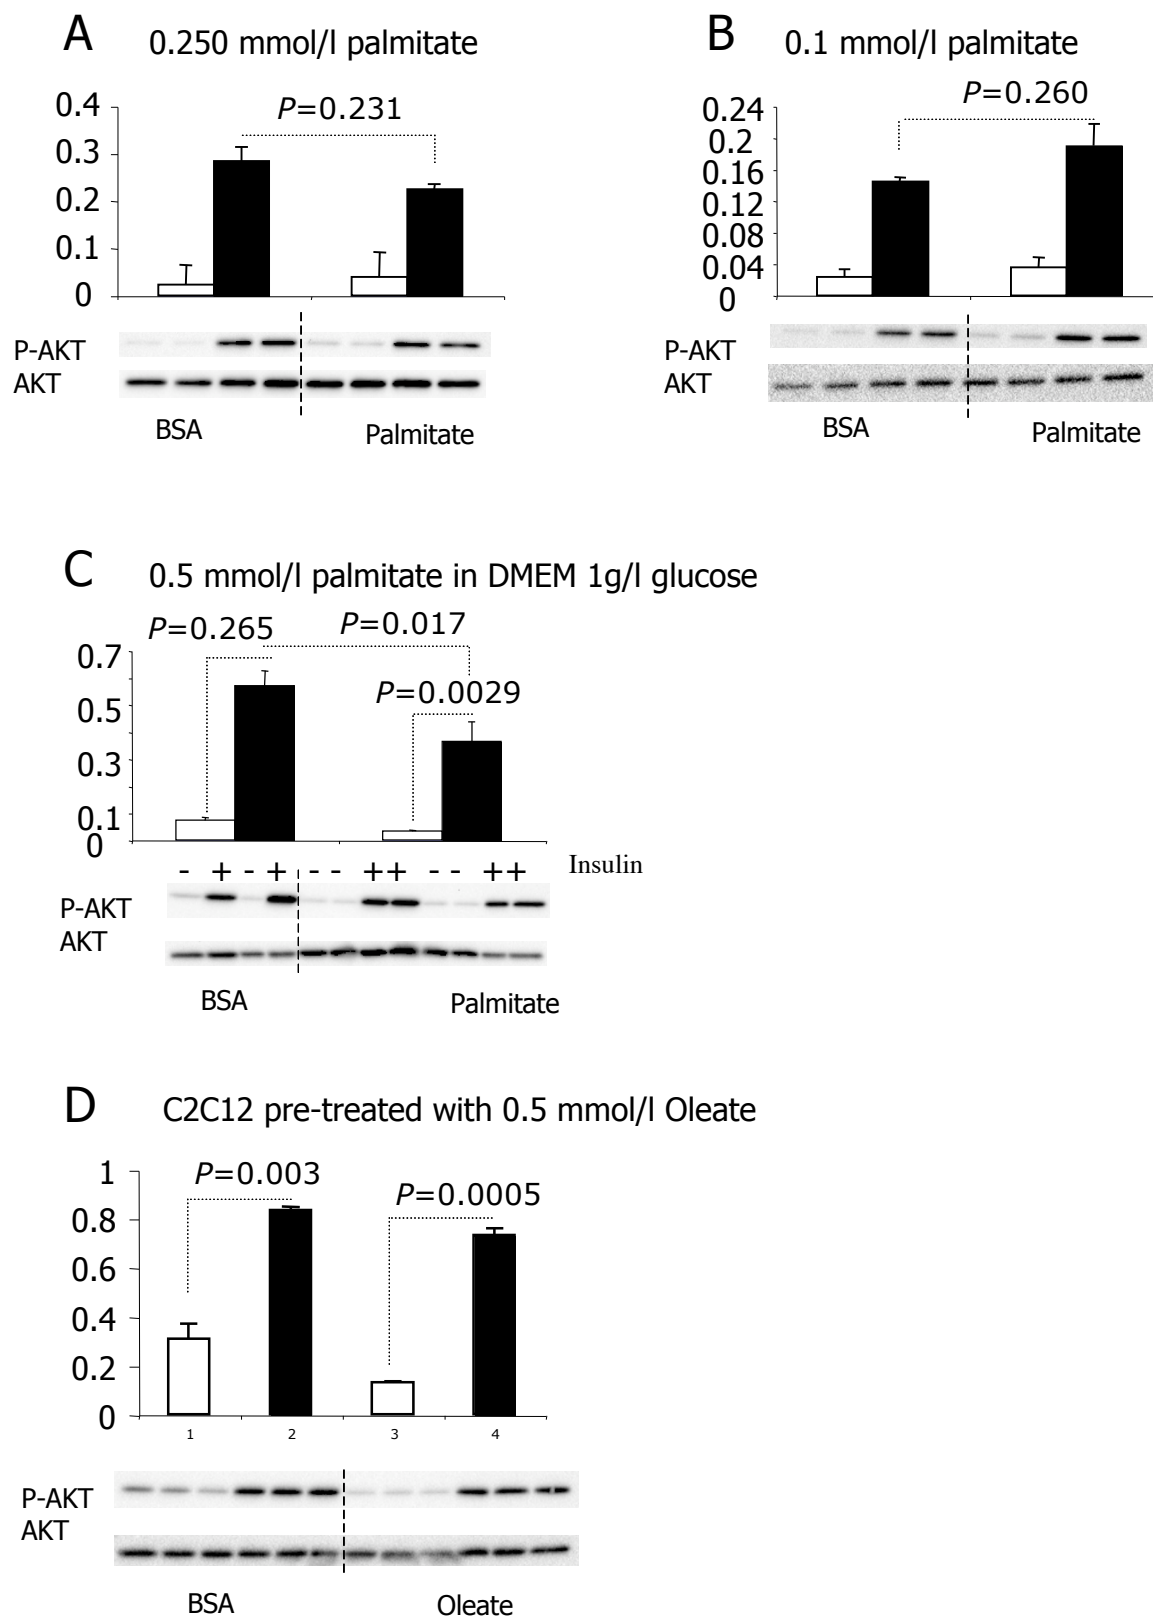 A 0.250 mmol/l palmitate
P=0.231
0.4
0.3
0.2
0.1
0
P-AKT
AKT
BSA Palmitate
B 0.1 mmol/l palmitate
P=0.260
0.24
0.2
0.16
0.12
0.08
0.04
0
P-AKT
AKT
BSA Palmitate
C 0.5 mmol/l palmitate in DMEM 1g/l glucose
P=0.265 P=0.017
P=0.0029
0.7
0.5
0.3
0.1
0
- + - + - - ++ - - ++ Insulin
P-AKT
AKT
BSA Palmitate
D C2C12 pre-treated with 0.5 mmol/l Oleate
P=0.003 P=0.0005
1
0.8
0.6
0.4
0.2
0
1 2 3 4
P-AKT
AKT
BSA Oleate